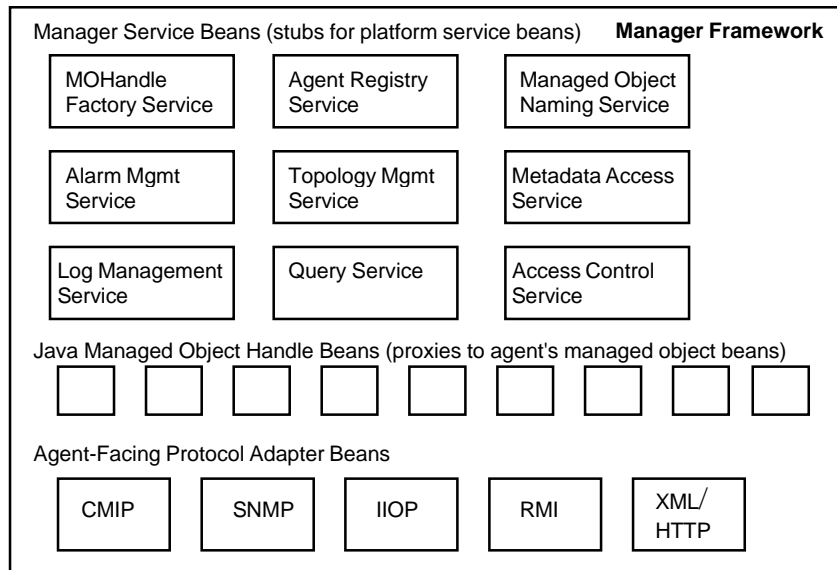 Manager Service Beans (stubs for platform service beans) Manager Framework
MOHandle
Factory Service
Agent Registry
Service
Managed Object
Naming Service
Alarm Mgmt
Service
Topology Mgmt
Service
Metadata Access
Service
Log Management
Service
Query Service
Access Control
Service
Java Managed Object Handle Beans (proxies to agent's managed object beans)
Agent-Facing Protocol Adapter Beans
CMIP
SNMP
IIOP
RMI
XML/
HTTP